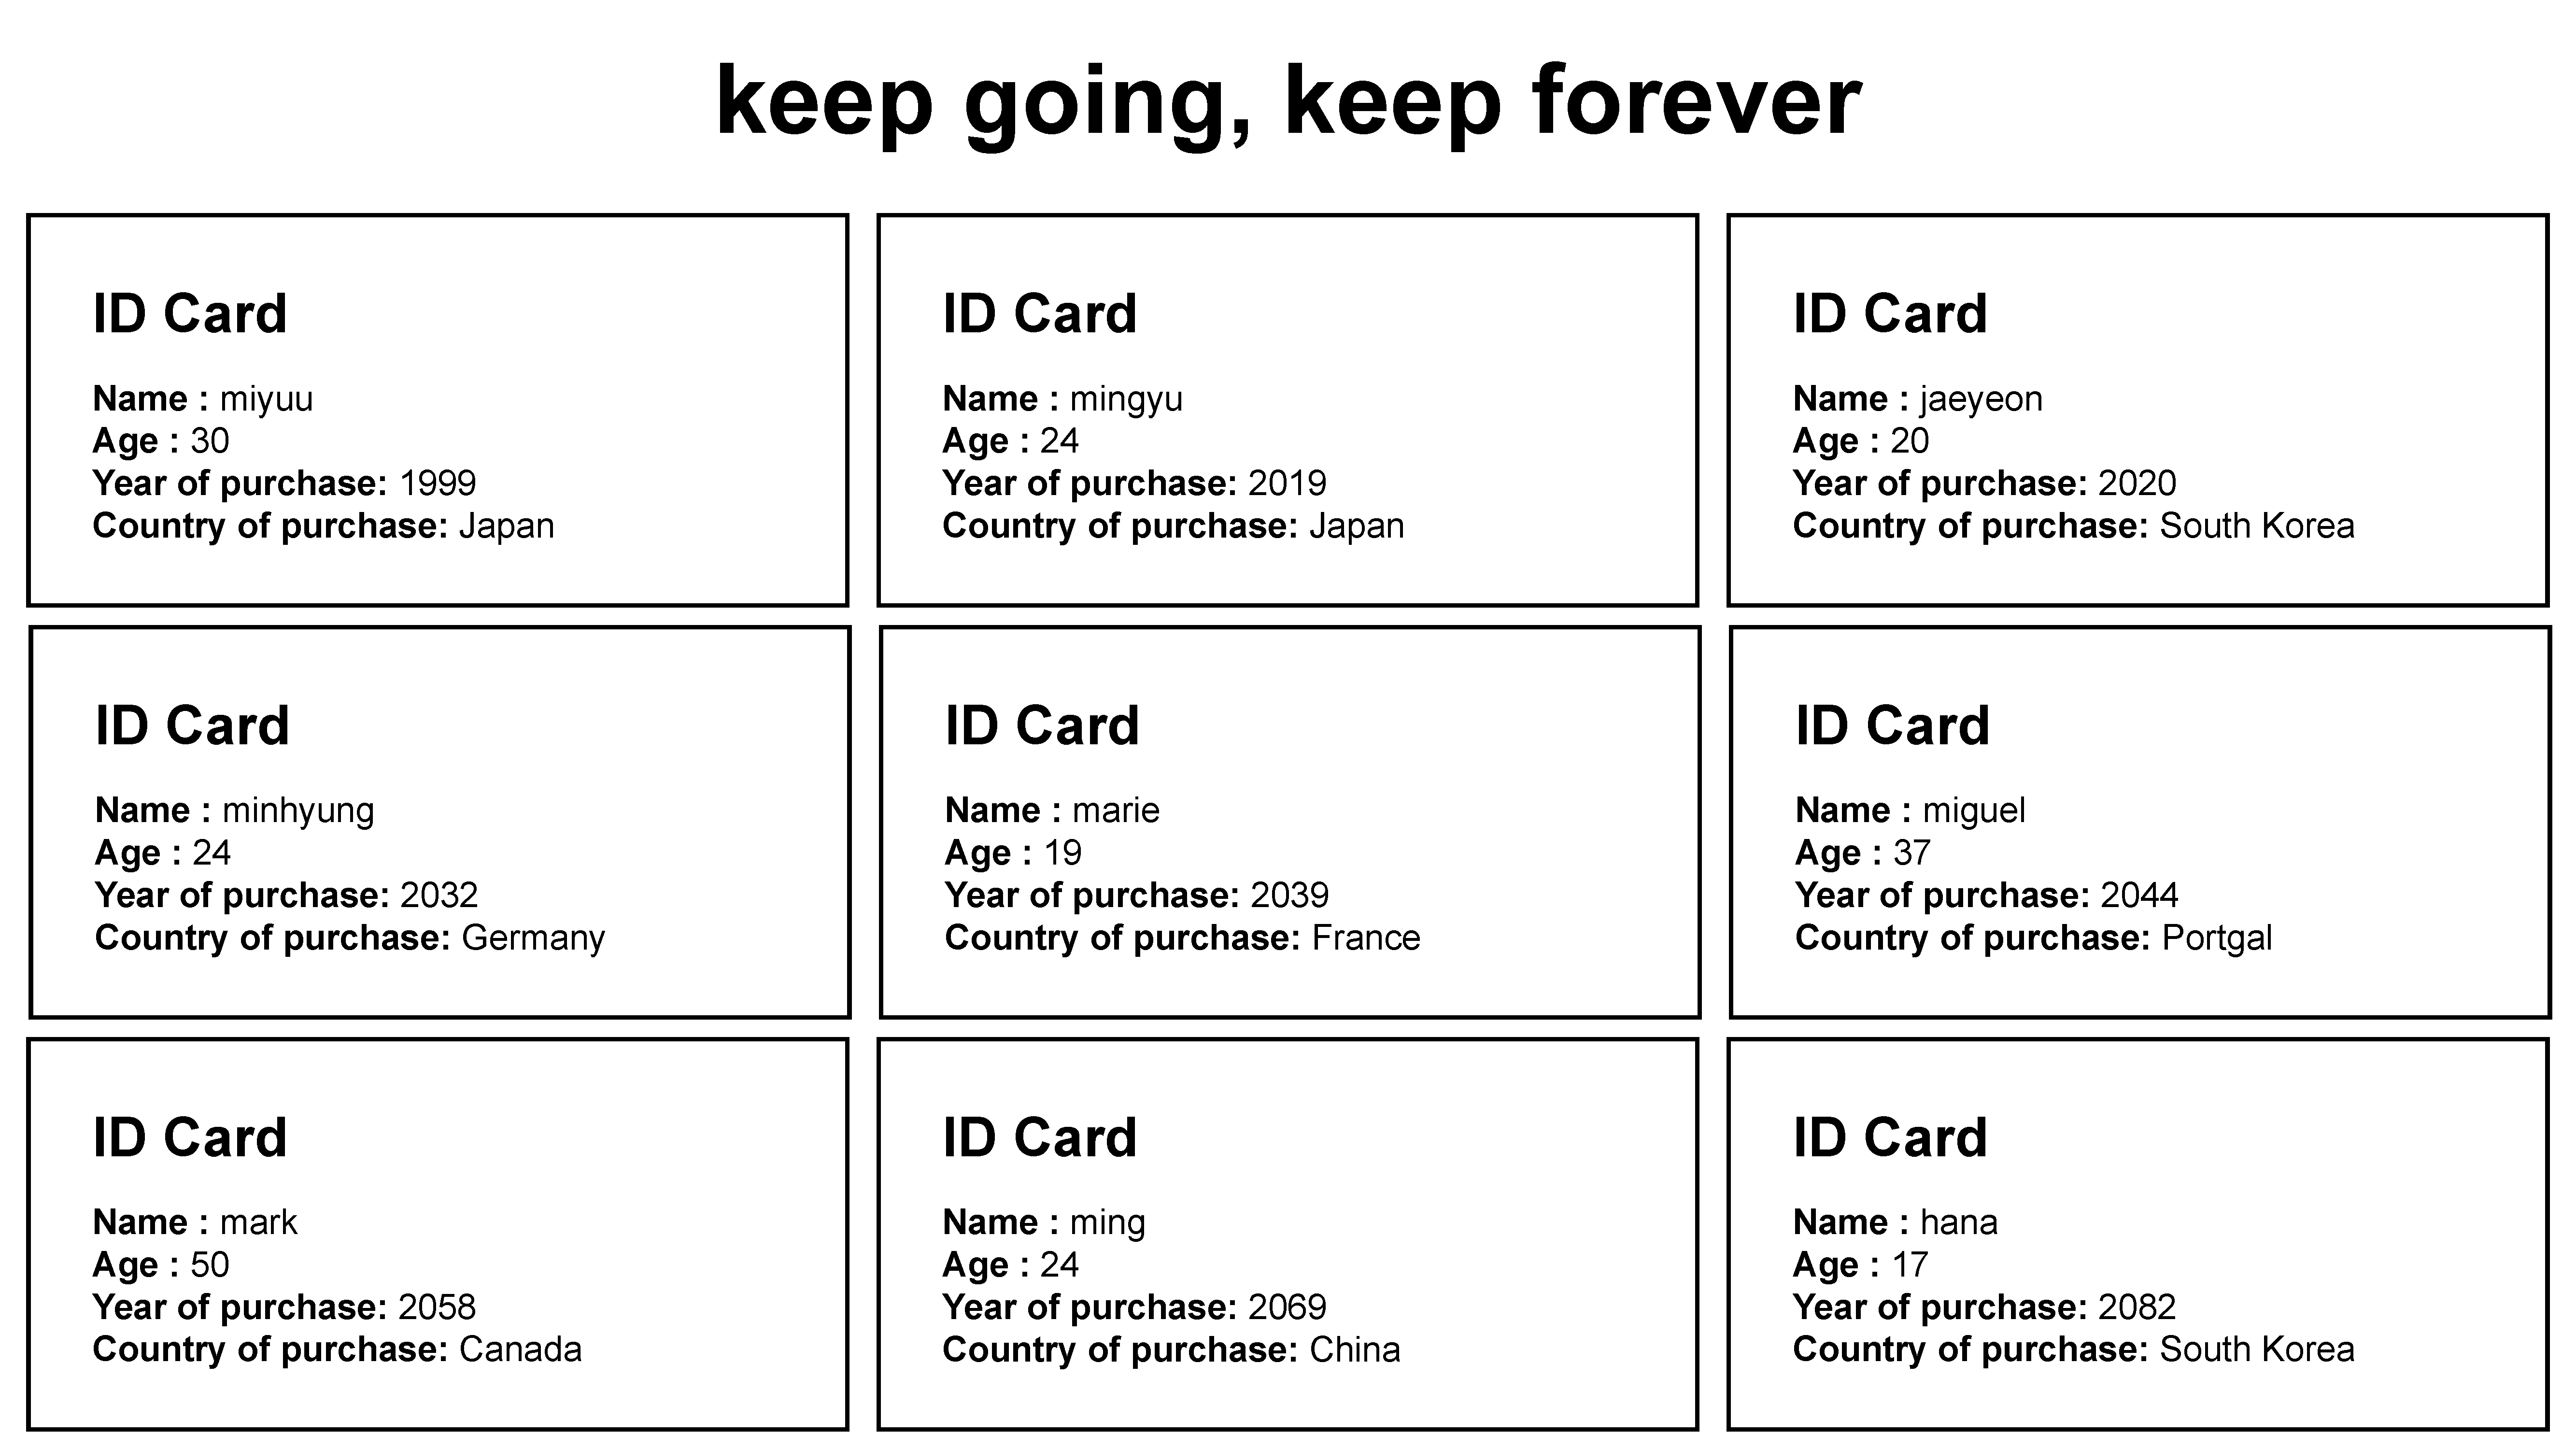 keep going, keep forever
ID Card
Name : miyuu
Age : 30
Year of purchase: 1999
Country of purchase: Japan
ID Card
Name : mingyu
Age : 24
Year of purchase: 2019
Country of purchase: Japan
ID Card
Name : jaeyeon
Age : 20
Year of purchase: 2020
Country of purchase: South Korea
ID Card
Name : minhyung
Age : 24
Year of purchase: 2032
Country of purchase: Germany
ID Card
Name : marie
Age : 19
Year of purchase: 2039
Country of purchase: France
ID Card
Name : miguel
Age : 37
Year of purchase: 2044
Country of purchase: Portgal
ID Card
Name : mark
Age : 50
Year of purchase: 2058
Country of purchase: Canada
ID Card
Name : ming
Age : 24
Year of purchase: 2069
Country of purchase: China
ID Card
Name : hana
Age : 17
Year of purchase: 2082
Country of purchase: South Korea